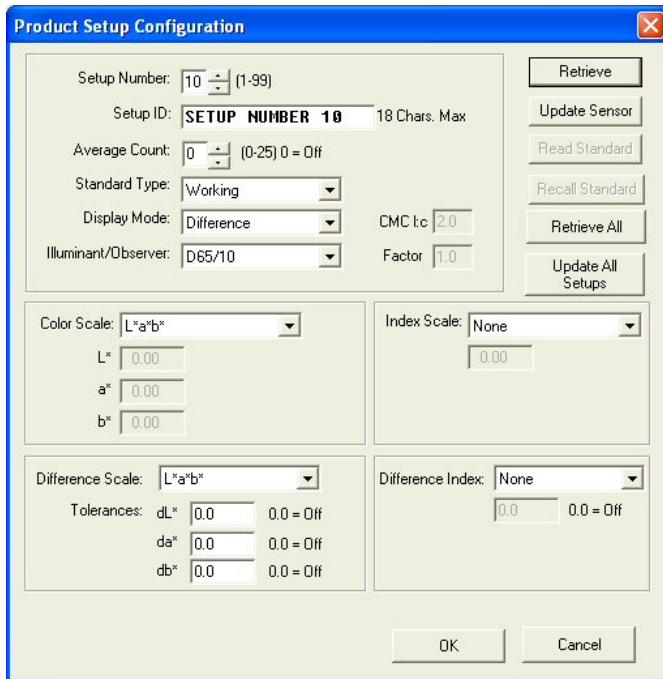 Product Setup Configuration
Setup Number: 10 (1-99)
Retrieve
Setup ID: SETUP NUMBER 10 18 Chars. Max
Update Sensor
Average Count: 0 (0-25) 0 = Off
Read Standard
Standard Type: Working
Recall Standard
Display Mode: Difference CMC l:c 2.0
Retrieve All
Illuminant/Observer: D65/10 Factor 1.0
Update All
Setups
Color Scale: L*a*b*
L* 0.00
a* 0.00
b* 0.00
Index Scale: None
0.00
Difference Scale: L*a*b*
Tolerances: dL* 0.0 0.0 = Off
da* 0.0 0.0 = Off
db* 0.0 0.0 = Off
Difference Index: None
0.0 0.0 = Off
OK
Cancel